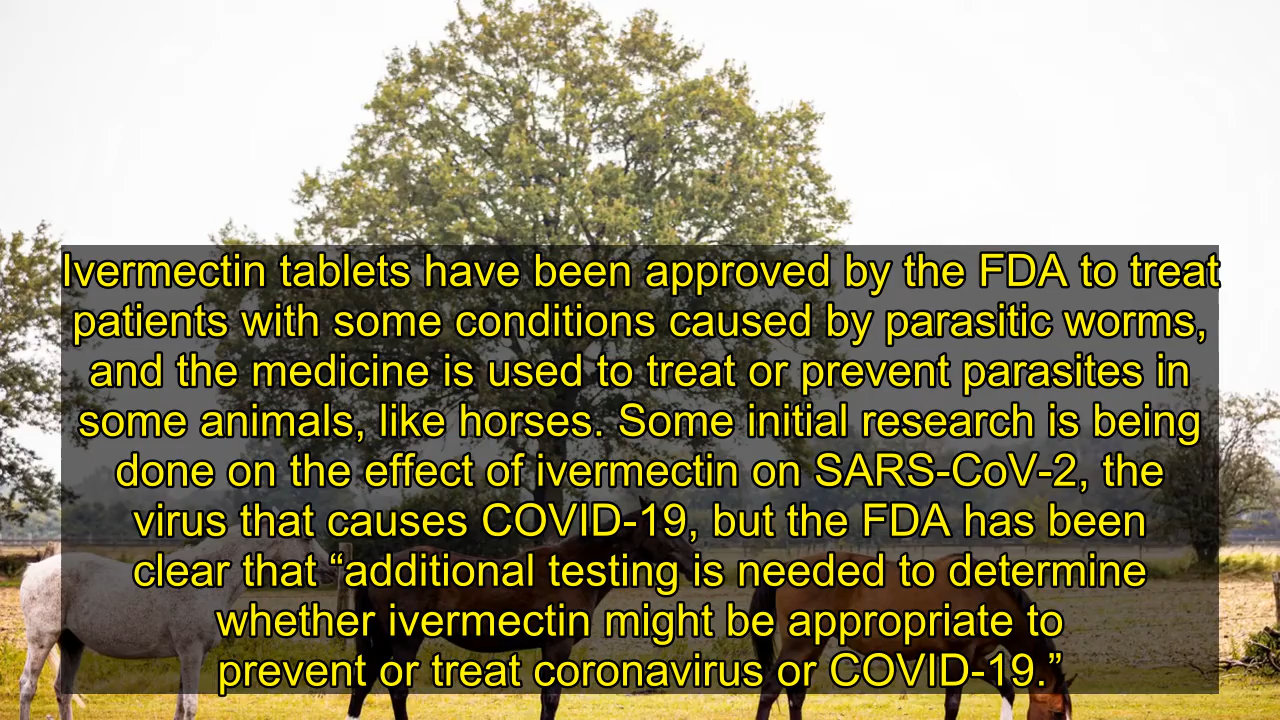 Ivermectin tablets have been approved by the FDA to treat
patients with some conditions caused by parasitic worms,
and the medicine is used to treat or prevent parasites in
some animals, like horses. Some initial research is being
done on the effect of ivermectin on SARS-CoV-2, the
virus that causes COVID-19, but the FDA has been
clear that “additional testing is needed to determine
whether ivermectin might be appropriate to
prevent or treat coronavirus or COVID-19.”